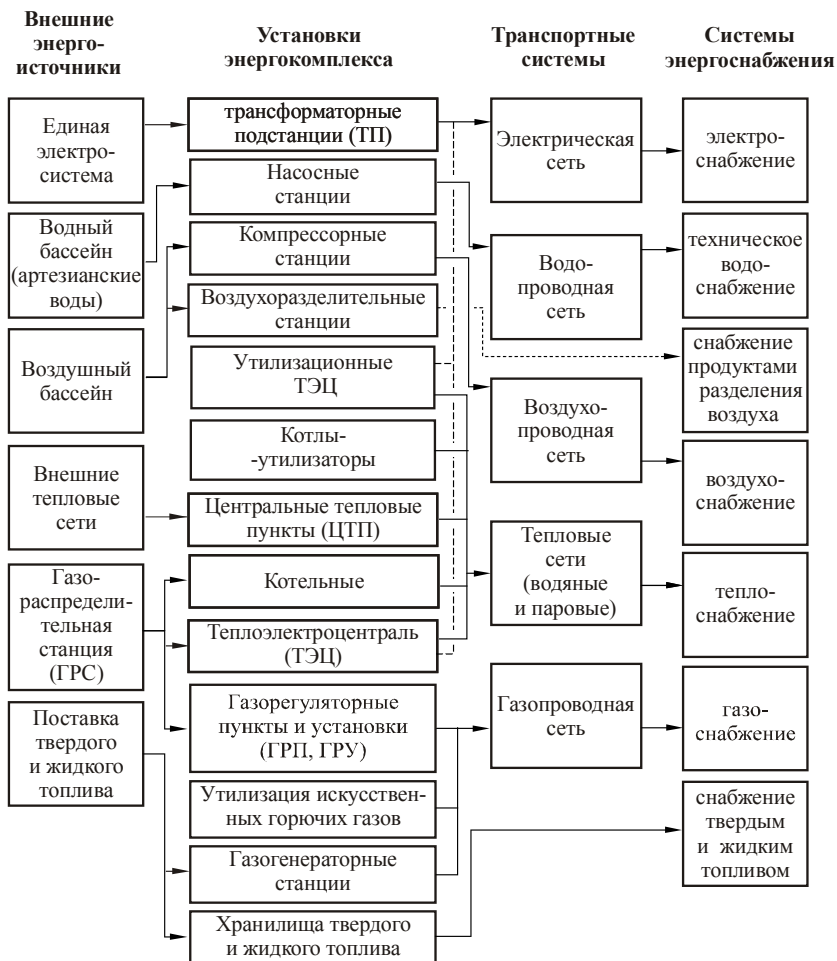 Внешние
энерго-
источники
Установки
энергокомплекса
Транспортные
системы
Системы
энергоснабжения
Единая
электро-
система
Водный
бассейн
(артезианские
воды)
Воздушный
бассейн
Внешние
тепловые
сети
Газо-
распредели-
тельная
станция
(ГРС)
Поставка
твердого
и жидкого
топлива
трансформаторные
подстанции (ТП)
Насосные
станции
Компрессорные
станции
Воздухоразделительные
станции
Утилизационные
ТЭЦ
Котлы-
-утилизаторы
Центральные тепловые
пункты (ЦТП)
Котельные
Теплоэлектроцентраль
(ТЭЦ)
Газорегуляторные
пункты и установки
(ГРП, ГРУ)
Утилизация искусствен-
ных горючих газов
Газогенераторные
станции
Хранилища твердого
и жидкого топлива
Электрическая
сеть
Водо-
проводная
сеть
Воздухо-
проводная
сеть
Тепловые
сети
(водяные
и паровые)
Газопроводная
сеть
электро-
снабжение
техническое
водо-
снабжение
снабжение
продуктами
разделения
воздуха
воздухо-
снабжение
тепло-
снабжение
газо-
снабжение
снабжение
твердым
и жидким
топливом